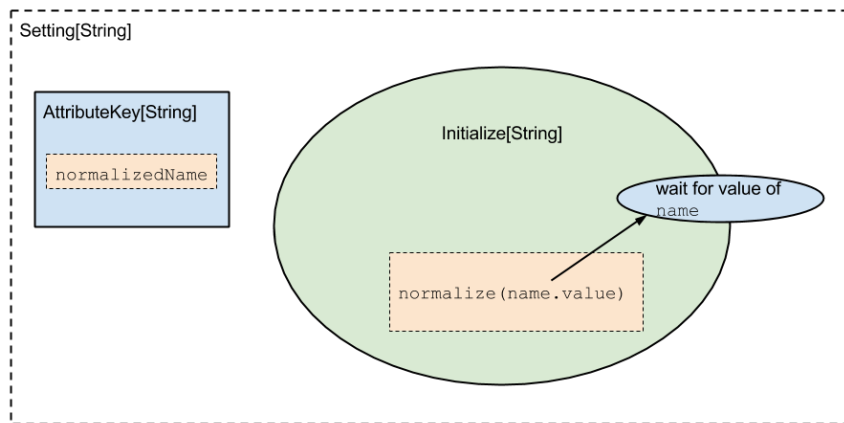 Setting[String]
AttributeKey[String]
normalizedName
Initialize[String]
wait for value of
name
normalize(name.value)